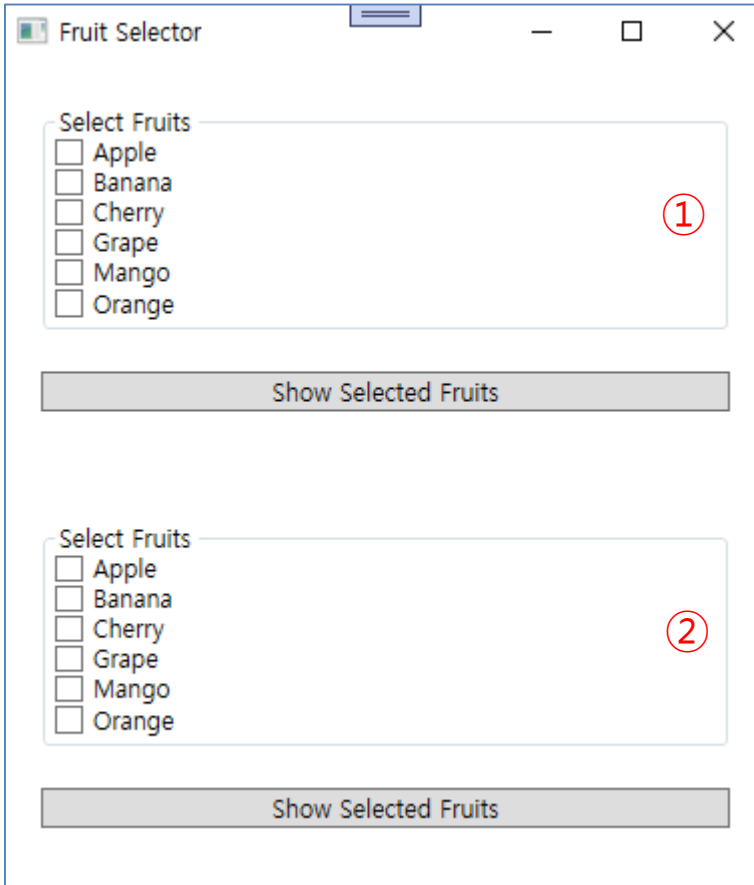 Fruit Selector
Select Fruits
Apple
Banana
Cherry
Grape
Mango
Orange
①
Show Selected Fruits
Select Fruits
Apple
Banana
Cherry
Grape
Mango
Orange
②
Show Selected Fruits